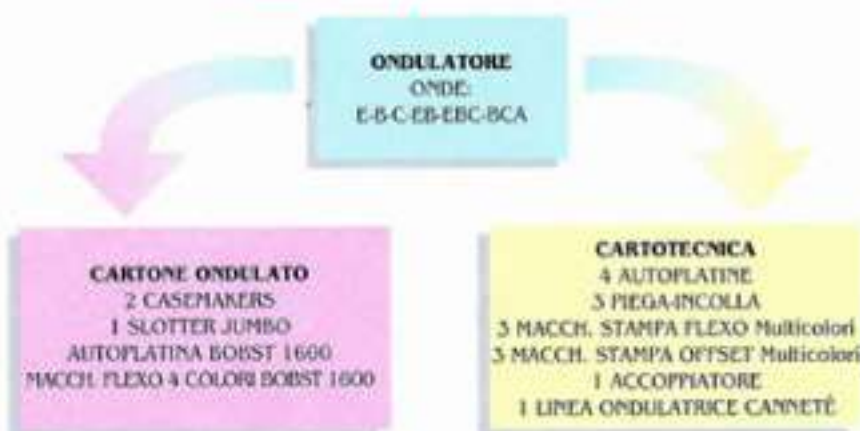 ONDULATORE
ONDE:
E-B-C-EB-EBC-BCA
CARTONE ONDULATO
2 CASEMAKERS
1 SLOTTER JUMBO
AUTOPLATINA BOBST 1600
MACCH. FLEXO 4 COLORI BOBST 1600
CARTOTECNICA
4 AUTOPLATINE
3 PIEGA-INCOLLA
3 MACCH. STAMPA FLEXO Multicolori
3 MACCH. STAMPA OFFSET Multicolori
1 ACCOPPIATORE
1 LINEA ONDULATRICE CANNETÉ